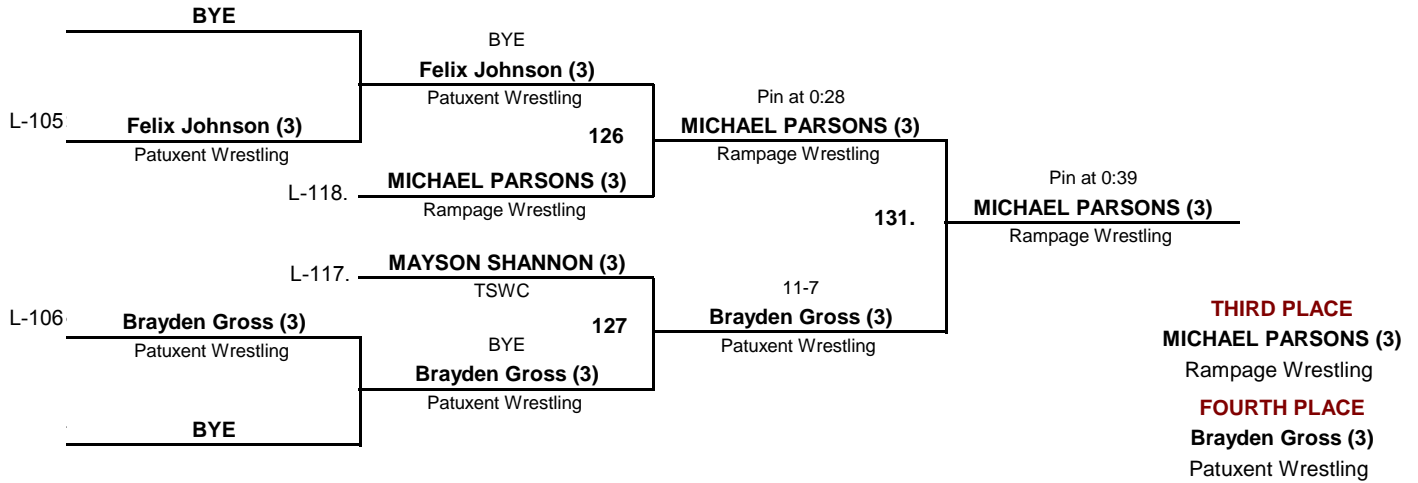 BYE
BYE
Felix Johnson (3)
Patuxent Wrestling
Pin at 0:28
L-105
Felix Johnson (3)
126
MICHAEL PARSONS (3)
Patuxent Wrestling
Rampage Wrestling
L-118.
MICHAEL PARSONS (3)
Rampage Wrestling
Pin at 0:39
131.
MICHAEL PARSONS (3)
Rampage Wrestling
L-117.
MAYSON SHANNON (3)
TSWC
11-7
L-106
Brayden Gross (3)
127
Brayden Gross (3)
Patuxent Wrestling
BYE
Patuxent Wrestling
Brayden Gross (3)
Patuxent Wrestling
BYE
THIRD PLACE
MICHAEL PARSONS (3)
Rampage Wrestling
FOURTH PLACE
Brayden Gross (3)
Patuxent Wrestling